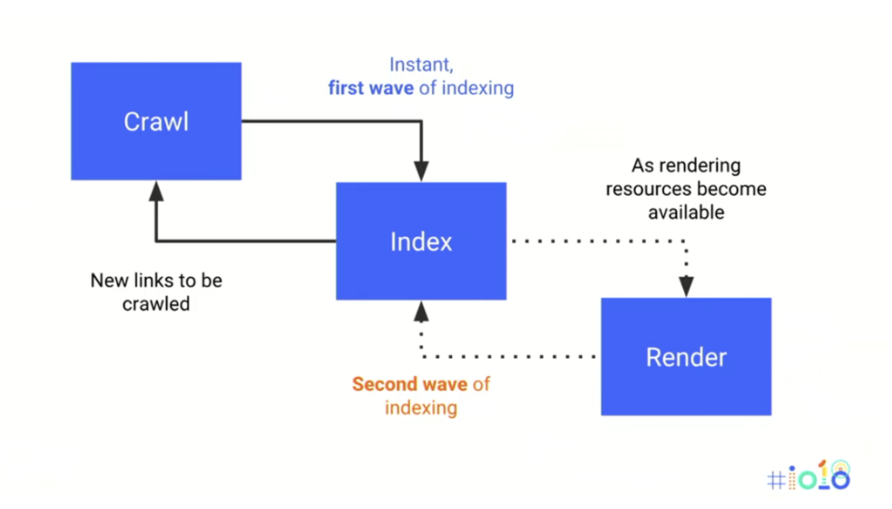 Instant,
first wave of indexing
Crawl
As rendering
resources become
available
Index
New links to be
crawled
Render
Second wave of
indexing
#io18